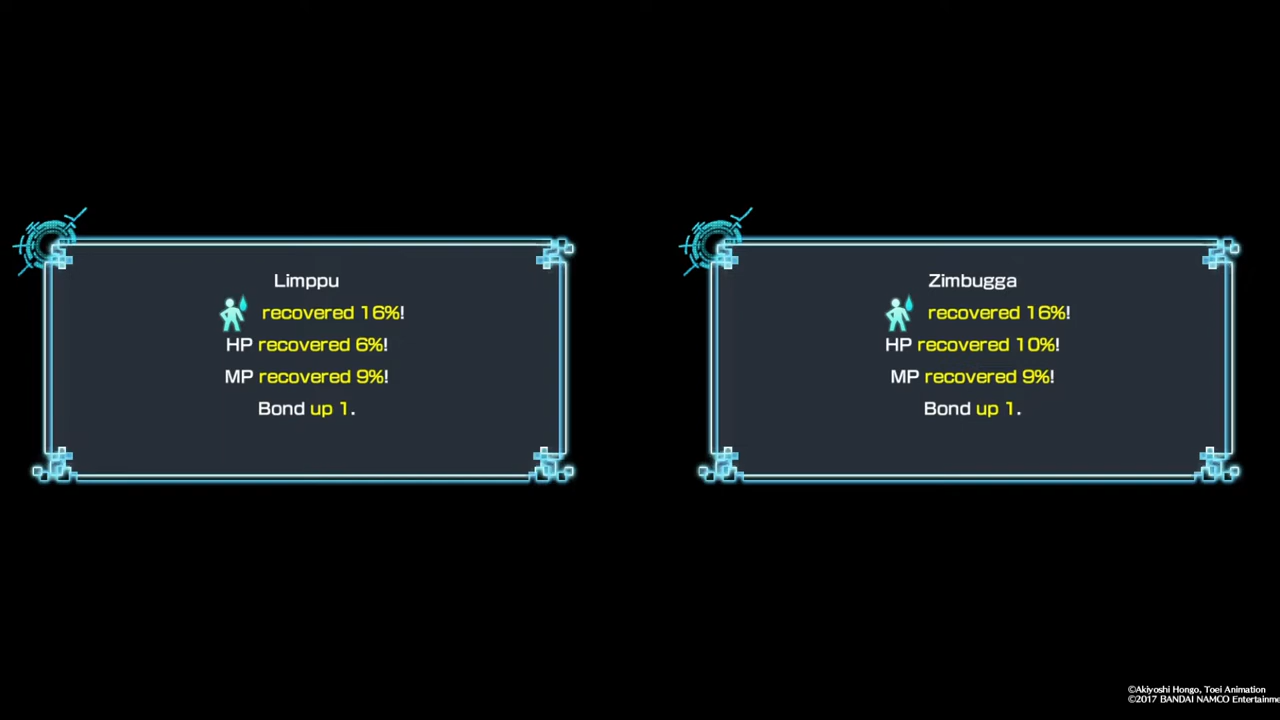 Limppu
recovered 16%!
HP recovered 6%!
MP recovered 9%!
Bond up 1.
Zimbugga
recovered 16%!
HP recovered 10%!
MP recovered 9%!
Bond up 1.
©Akiyoshi Hongo, Toei Animation
©2017 BANDAI NAMCO Entertainme